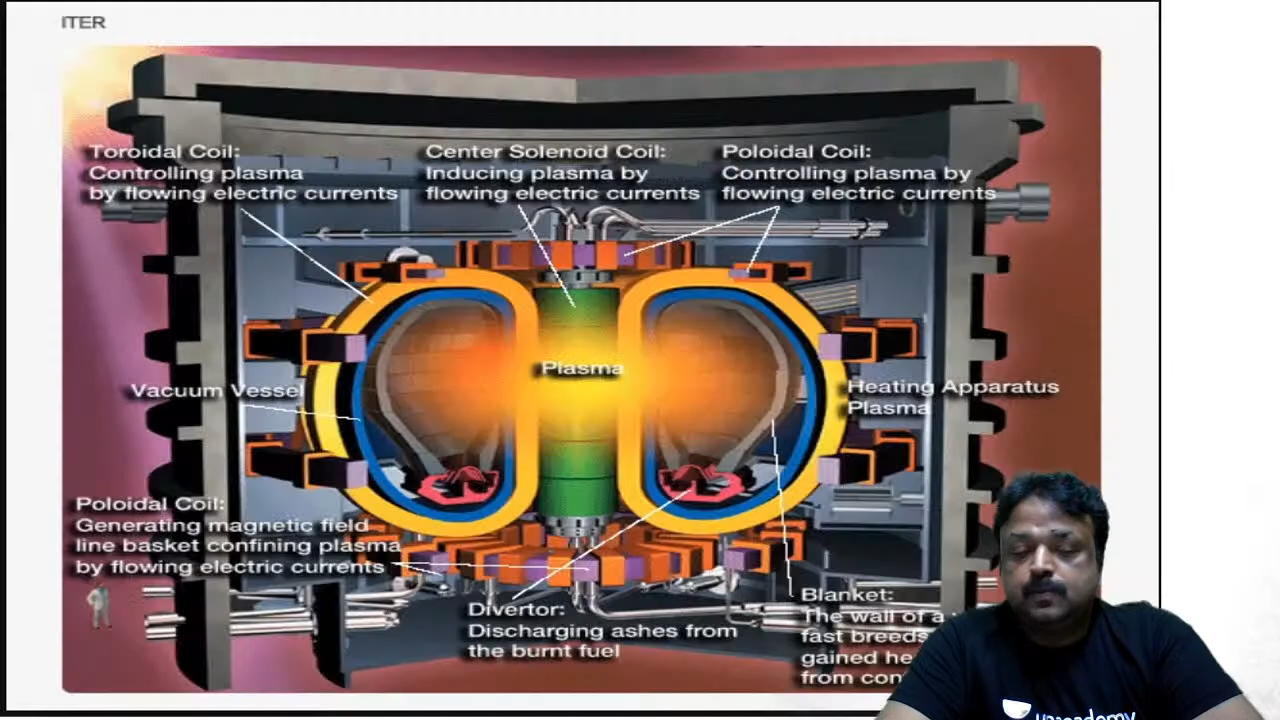 ITER
Toroidal Coil:
Controlling plasma
by flowing electric currents
Center Solenoid Coil:
Inducing plasma by
flowing electric currents
Poloidal Coil:
Controlling plasma by
flowing electric currents
Plasma
Vacuum Vessel
Heating Apparatus
Plasma
Poloidal Coil:
Generating magnetic field
line basket confining plasma
by flowing electric currents
Divertor:
Discharging ashes from
the burnt fuel
Blanket:
The wall of a
fast breeds
gained
from
unacademy